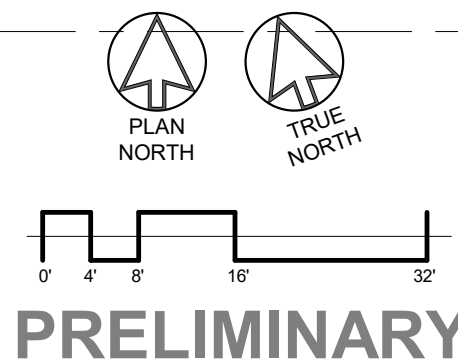 PLAN
NORTH
TRUE
NORTH
0' 4' 8' 16' 32'
PRELIMINARY